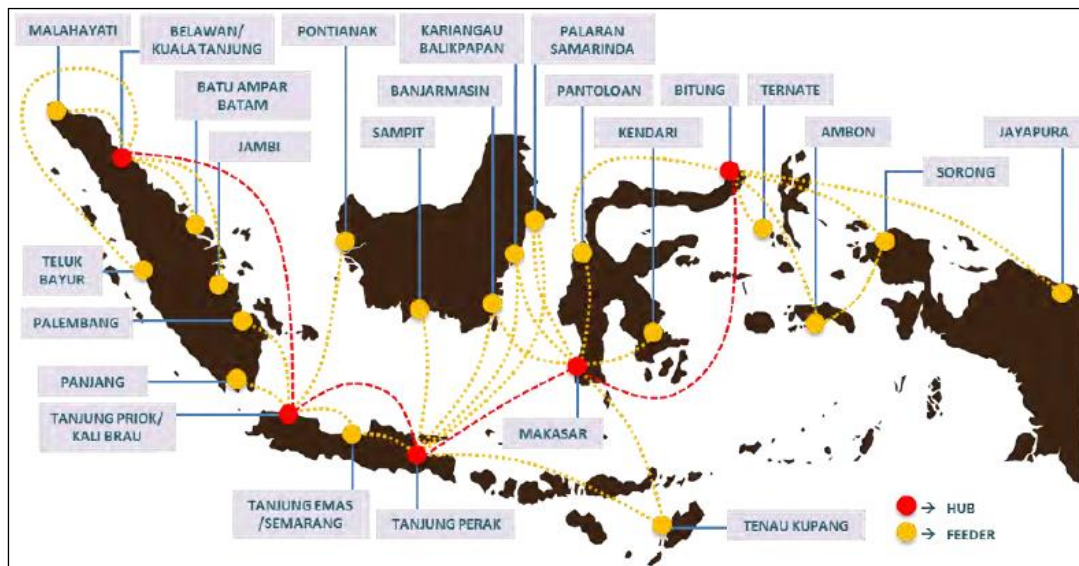 MALAHAYATI
BELAWAN/
KUALA TANJUNG
PONTIANAK
KARIANGAU
BALIKPAPAN
PALARAN
SAMARINDA
BATU AMPAR
BATAM
BANJARMASIN
PANTOLOAN
BITUNG
TERNATE
JAMBI
SAMPIT
KENDARI
AMBON
JAYAPURA
SORONG
TELUK
BAYUR
PALEMBANG
PANJANG
TANJUNG PRIOK/
KALI BRAU
MAKASAR
TANJUNG EMAS
/SEMARANG
TANJUNG PERAK
TENAU KUPANG
→ HUB
→ FEEDER